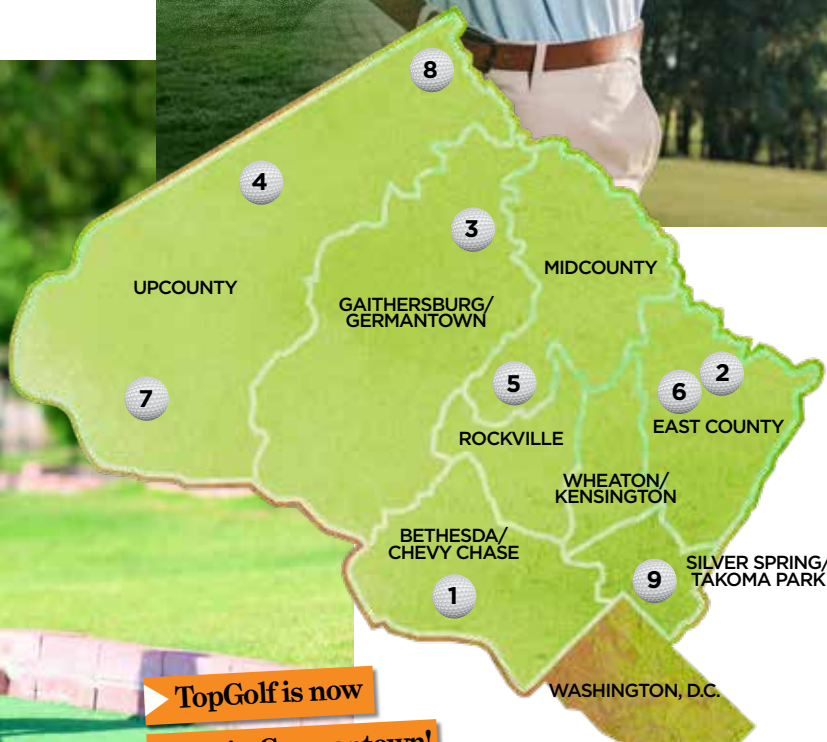 8
4
3
MIDCOUNTY
UPCOUNTY
GAITHERSBURG/
GERMANTOWN
2
5
6
7
EAST COUNTY
ROCKVILLE
WHEATON/
KENSINGTON
BETHESDA/
CHEVY CHASE
SILVER SPRING/
TAKOMA PARK
9
1
WASHINGTON, D.C.
TopGolf is now